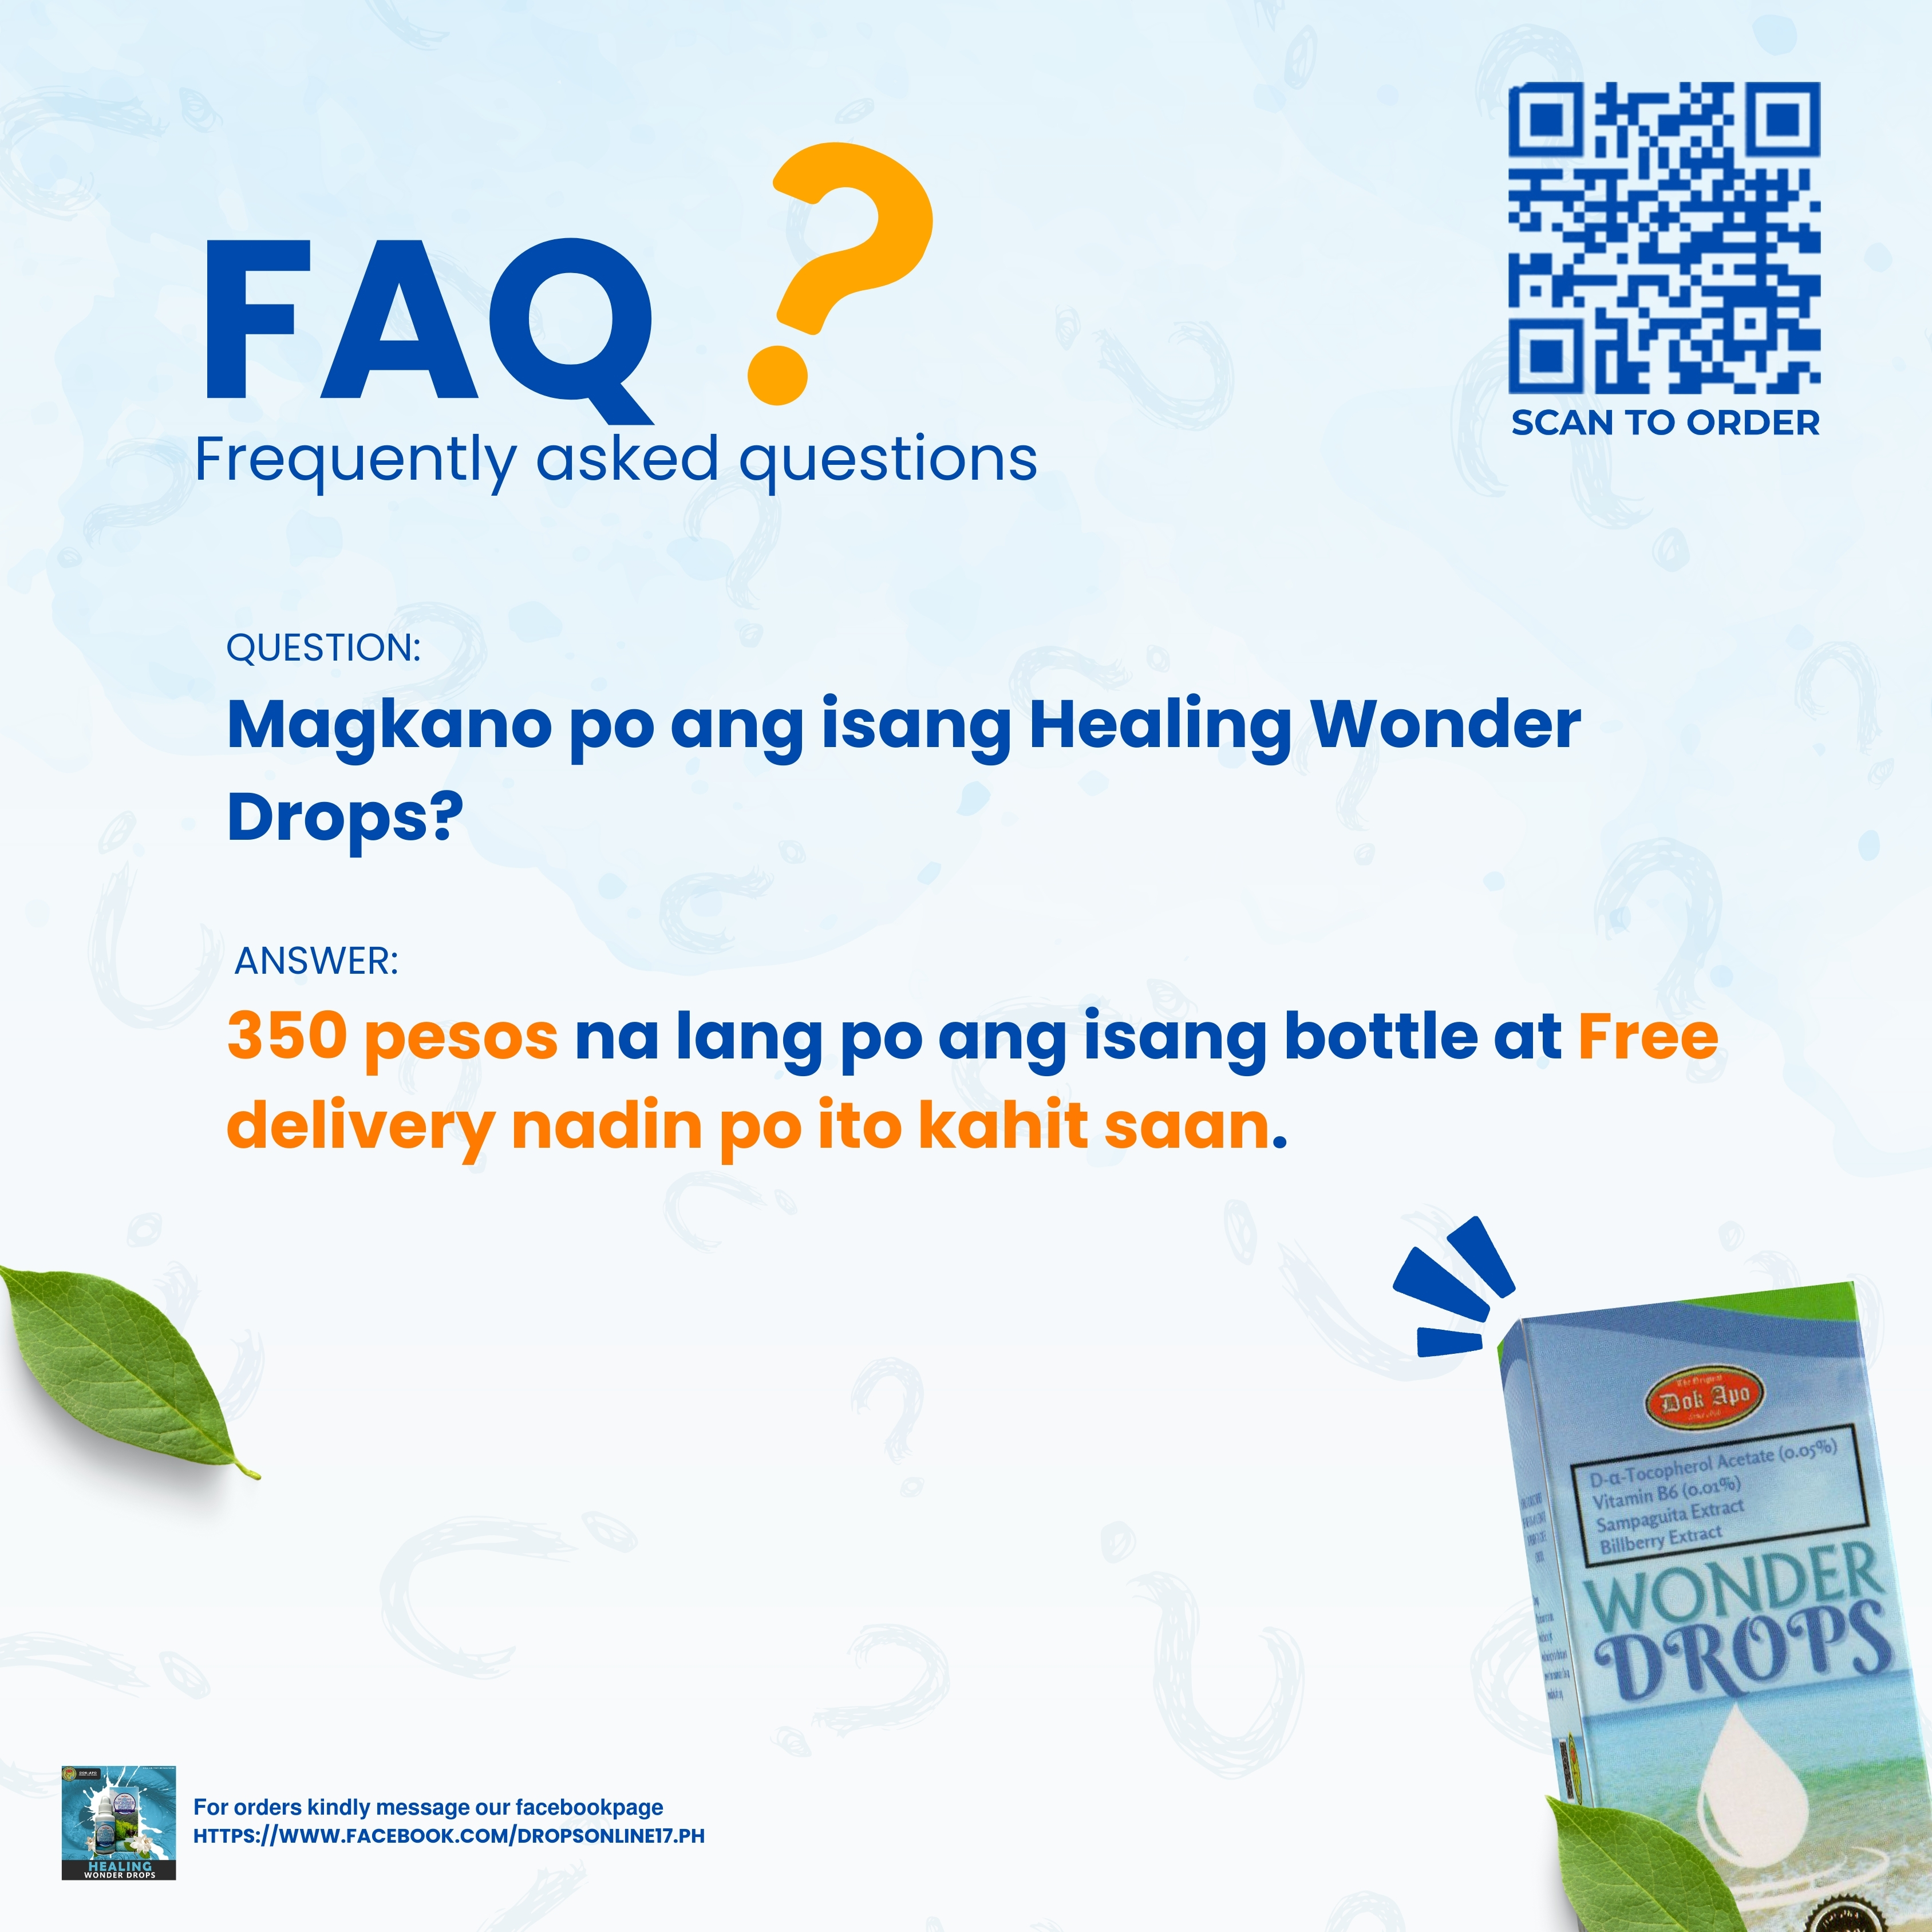 FAQ ?
Frequently asked questions
SCAN TO ORDER
QUESTION:
Magkano po ang isang Healing Wonder
Drops?
ANSWER:
350 pesos na lang po ang isang bottle at Free
delivery nadin po ito kahit saan.
The Original
Dok Apo
D-α-Tocopherol Acetate (0.05%)
Vitamin B6 (0.01%)
Sampaguita Extract
Billberry Extract
WONDER
DROPS
HEALING
WONDER DROPS
For orders kindly message our facebookpage
HTTPS://WWW.FACEBOOK.COM/DROPSONLINE17.PH